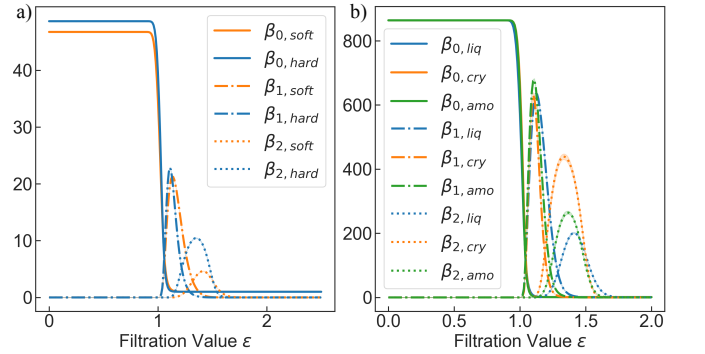 a)
β0, soft
β0, hard
β1, soft
β1, hard
β2, soft
β2, hard
40
30
20
10
0
0
1
2
Filtration Value ε
b)
β0, liq
β0, cry
β0, amo
β1, liq
β1, cry
β1, amo
β2, liq
β2, cry
β2, amo
800
600
400
200
0
0.0
0.5
1.0
1.5
2.0
Filtration Value ε